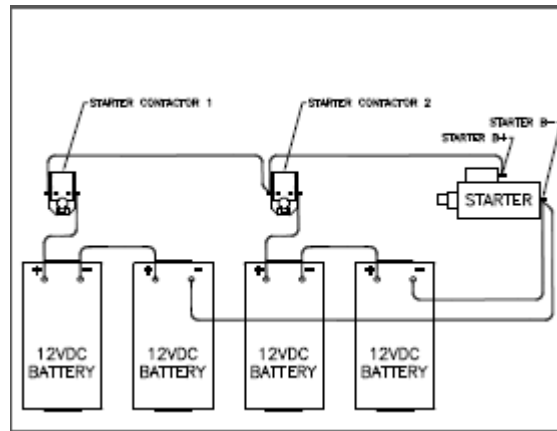 STARTER CONTACTOR 1
STARTER CONTACTOR 2
STARTER B-
STARTER B+
STARTER
+ -
+ -
+ -
+ -
12VDC
BATTERY
12VDC
BATTERY
12VDC
BATTERY
12VDC
BATTERY